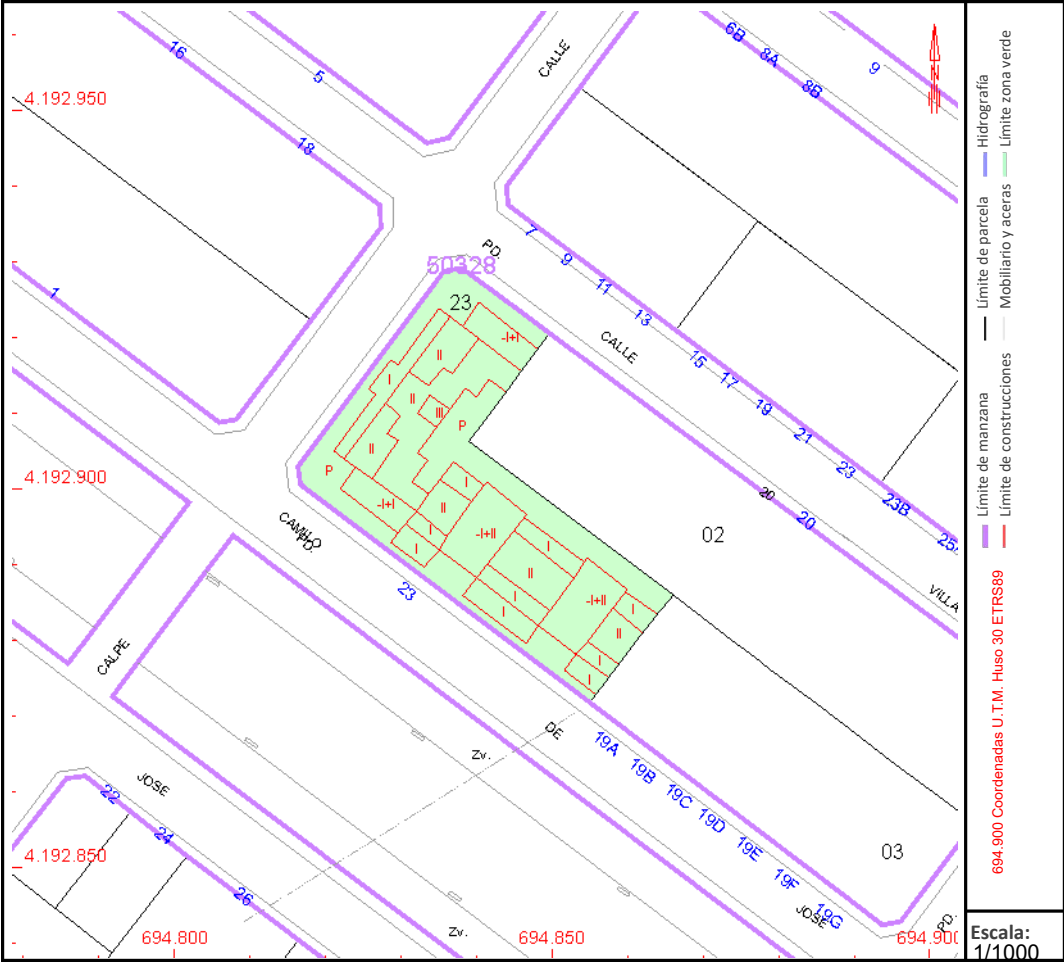 16
5
CALLE
6B
8A
8B
9
N
4.192.950
18
7
PD.
9
11
13
50328
23
1
CALLE
15
17
19
21
23
23B
25A
-I+I
II
I
II
III
P
II
P
-I+I
I
II
I
I
-I+II
I
II
I
I
-I+II
I
II
I
I
4.192.900
CAMILO
PD.
23
20
20
02
VILLA
CALPE
DE
Zv.
19A
19B
19C
19D
19E
19F
19G
JOSE
22
24
26
03
JOSE
PD.
4.192.850
Zv.
694.800
694.850
694.900
Hidrografía
Límite zona verde
Límite de parcela
Mobiliario y aceras
Límite de manzana
Límite de construcciones
694.900 Coordenadas U.T.M. Huso 30 ETRS89
Escala:
1/1000